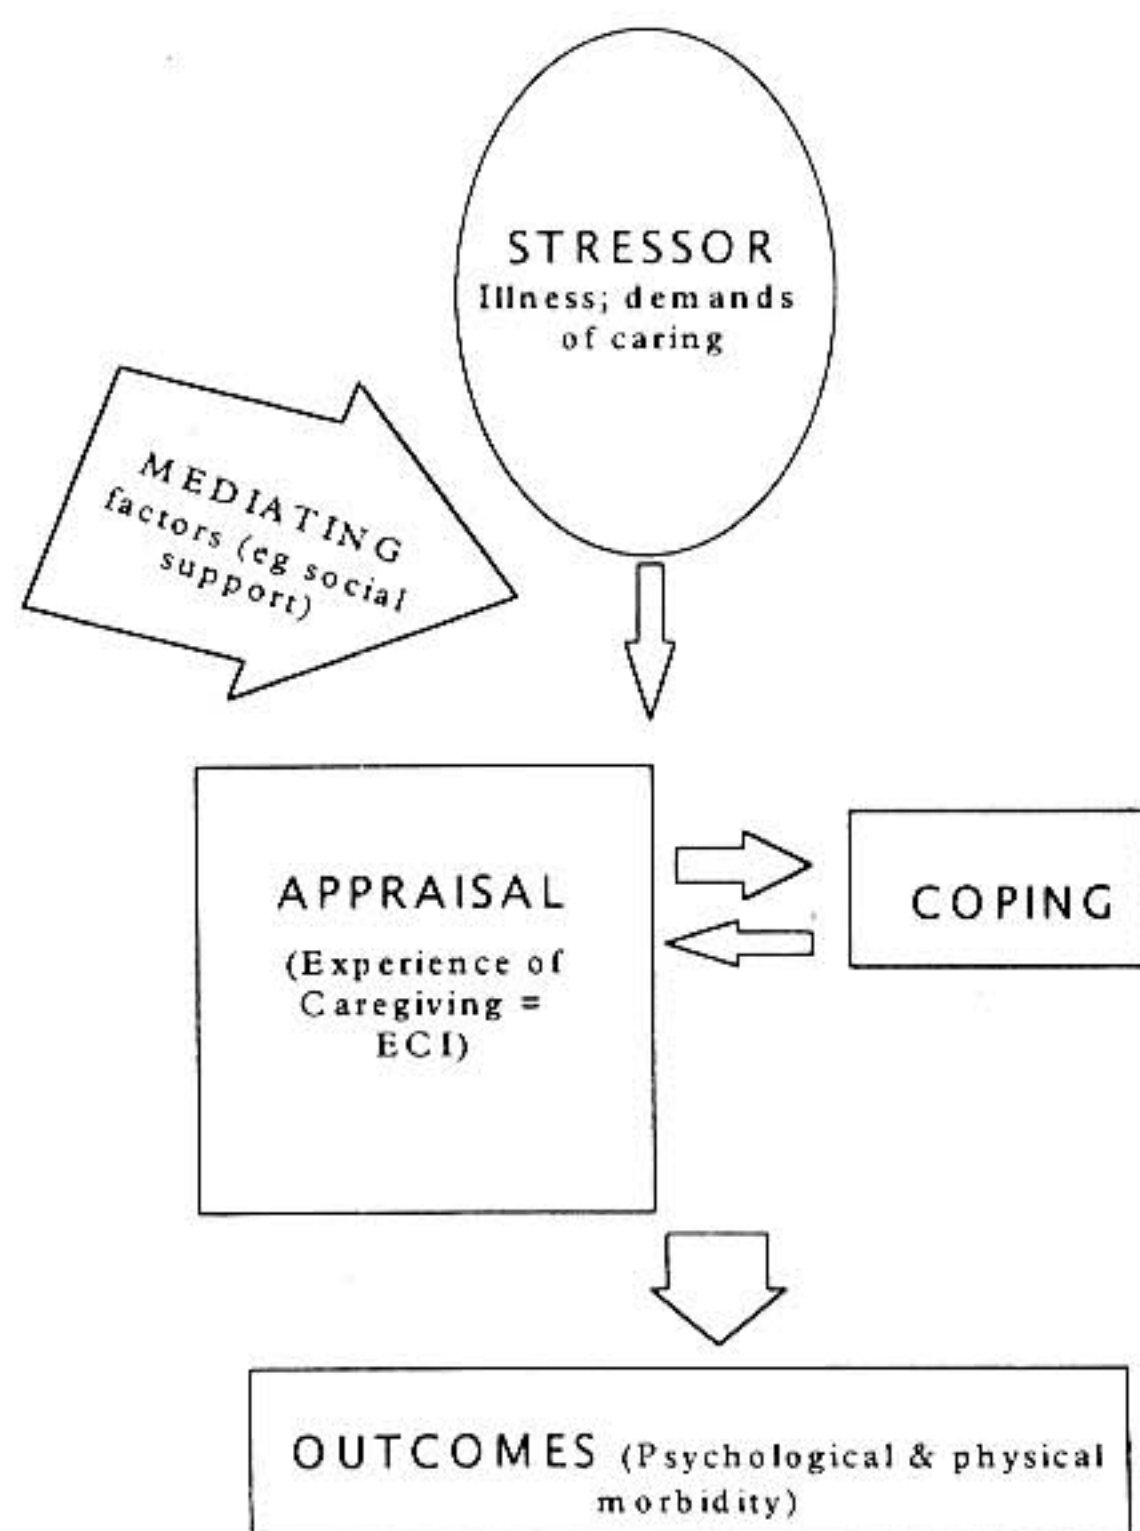 STRESSOR
Illness; demands
of caring
MEDIATING
factors (eg social
support)
APPRAISAL
(Experience of
Caregiving =
ECI)
COPING
OUTCOMES (Psychological & physical
morbidity)